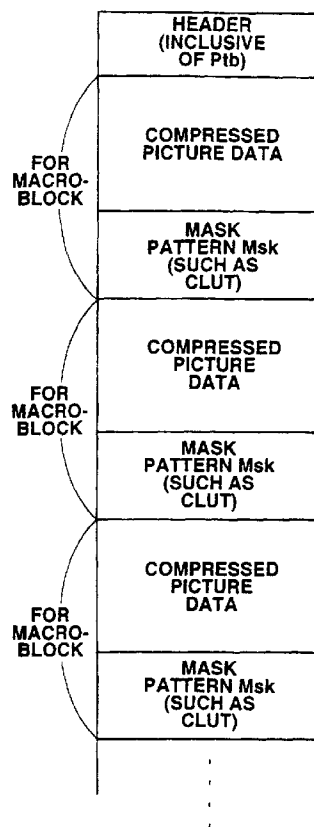 HEADER
(INCLUSIVE
OF Ptb)
FOR
MACRO-
BLOCK
COMPRESSED
PICTURE DATA
MASK
PATTERN Msk
(SUCH AS
CLUT)
FOR
MACRO-
BLOCK
COMPRESSED
PICTURE
DATA
MASK
PATTERN Msk
(SUCH AS
CLUT)
FOR
MACRO-
BLOCK
COMPRESSED
PICTURE
DATA
MASK
PATTERN Msk
(SUCH AS
CLUT)